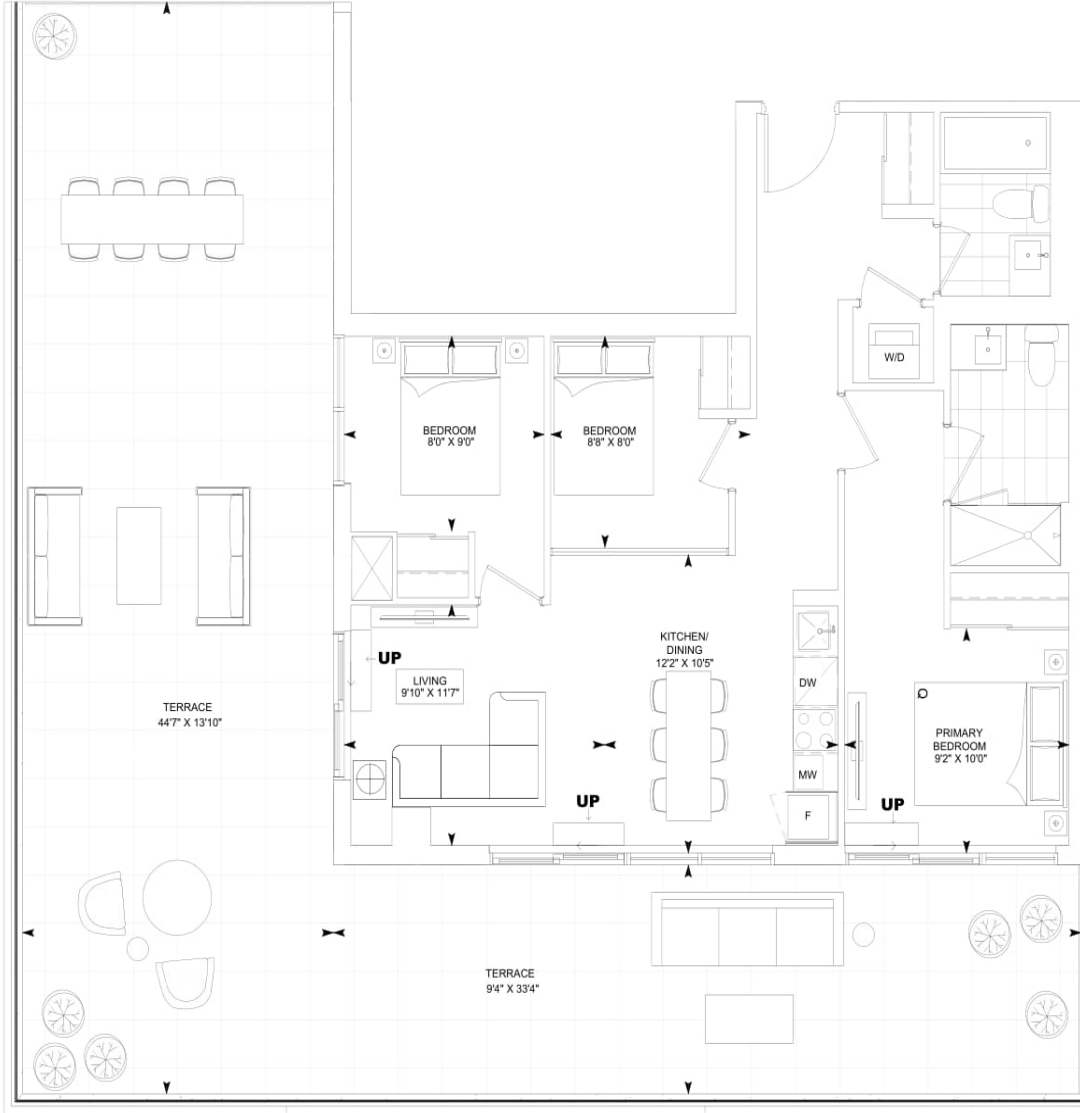 W/D
BEDROOM
8'0" X 9'0"
BEDROOM
8'8" X 8'0"
UP
LIVING
9'10" X 11'7"
KITCHEN/
DINING
12'2" X 10'5"
DW
MW
F
UP
PRIMARY
BEDROOM
9'2" X 10'0"
UP
TERRACE
44'7" X 13'10"
TERRACE
9'4" X 33'4"